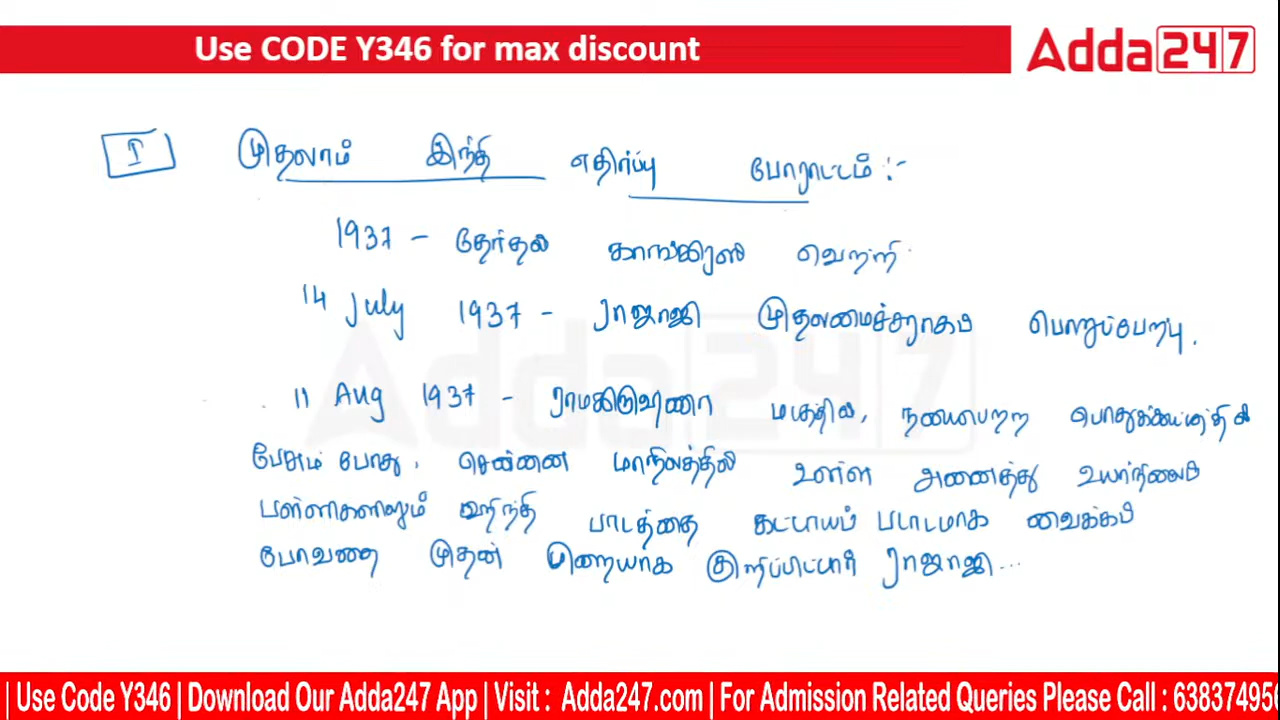 Use CODE Y346 for max discount
Adda247
I முதலாம் இந்தி எதிர்ப்பு போராட்டம் :-
1937 - தேர்தல் காங்கிரஸ் வெற்றி
14 July 1937 - ராஜாஜி முதலமைச்சராகப் பொறுப்பேற்பு.
11 Aug 1937 - ராமகிருஷ்ணா மடத்தில், நடைபெற்ற பொதுக்கூட்டத்தில்
பேசும் போது, சென்னை மாநிலத்தில் உள்ள அனைத்து உயர்நிலைப்
பள்ளிகளிலும் ஹிந்தி பாடத்தை கட்டாயப் பாடமாக வைக்கப்
போவதை முதன் முறையாக குறிப்பிட்டார் ராஜாஜி...
Adda247
| Use Code Y346 | Download Our Adda247 App | Visit : Adda247.com | For Admission Related Queries Please Call : 63837495